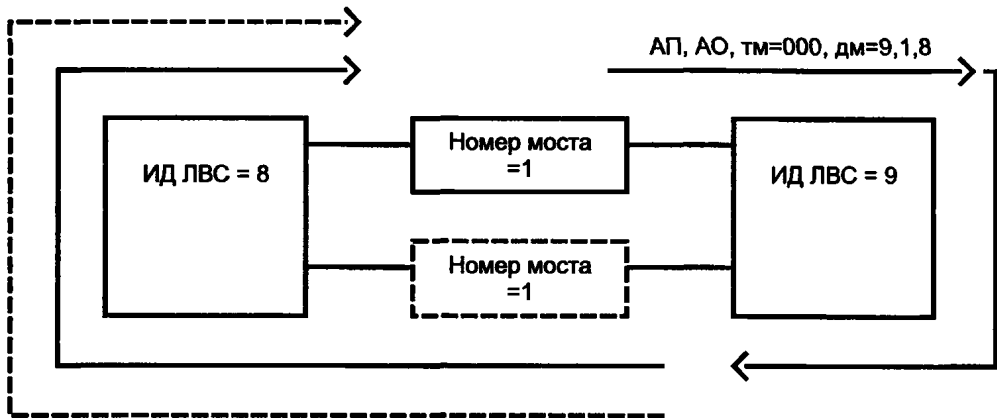 АП, АО, тм=000, дм=9,1,8
ИД ЛВС = 8
Номер моста
=1
ИД ЛВС = 9
Номер моста
=1